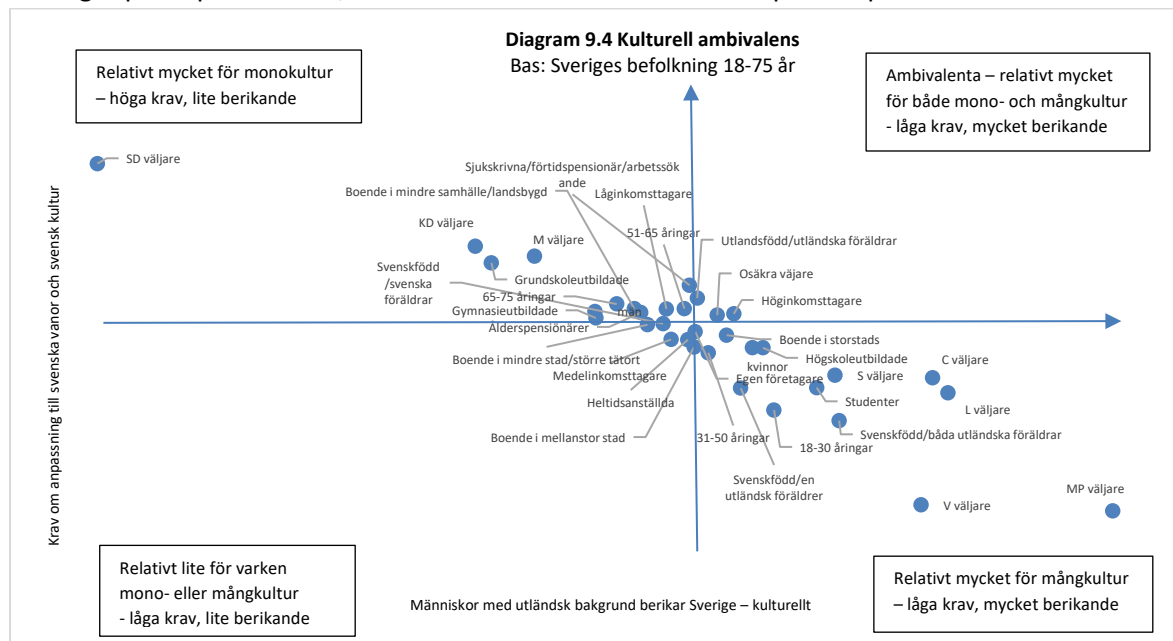 Diagram 9.4 Kulturell ambivalens
Bas: Sveriges befolkning 18-75 år
Relativt mycket för monokultur
– höga krav, lite berikande
Ambivalenta – relativt mycket
för både mono- och mångkultur
- låga krav, mycket berikande
SD väljare
Sjukskrivna/förtidspensionär/arbetssök
ande
Boende i mindre samhälle/landsbygd
Låginkomsttagare
KD väljare
M väljare
51-65 åringar
Utlandsfödd/utländska föräldrar
Svenskfödd
/svenska
föräldrar
Grundskoleutbildade
Osäkra väjare
65-75 åringar
Höginkomsttagare
Gymnasieutbildade
män
Ålderspensionärer
Boende i storstads
Boende i mindre stad/större tätort
Högskoleutbildade
kvinnor
C väljare
Medelinkomsttagare
Egen företagare
S väljare
Heltidsanställda
Studenter
L väljare
Boende i mellanstor stad
31-50 åringar
18-30 åringar
Svenskfödd/båda utländska föräldrar
Svenskfödd/en
utländsk föräldrer
V väljare
MP väljare
Krav om anpassning till svenska vanor och svensk kultur
Relativt lite för varken
mono- eller mångkultur
- låga krav, lite berikande
Människor med utländsk bakgrund berikar Sverige – kulturellt
Relativt mycket för mångkultur
– låga krav, mycket berikande